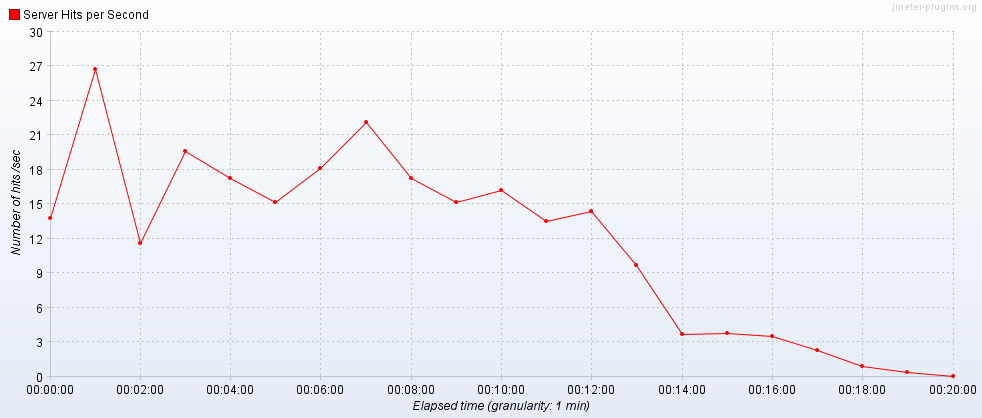 jmeter-plugins.org
Server Hits per Second
30
27
24
21
18
15
12
9
6
3
0
Number of hits /sec
00:00:00 00:02:00 00:04:00 00:06:00 00:08:00 00:10:00 00:12:00 00:14:00 00:16:00 00:18:00 00:20:00
Elapsed time (granularity: 1 min)